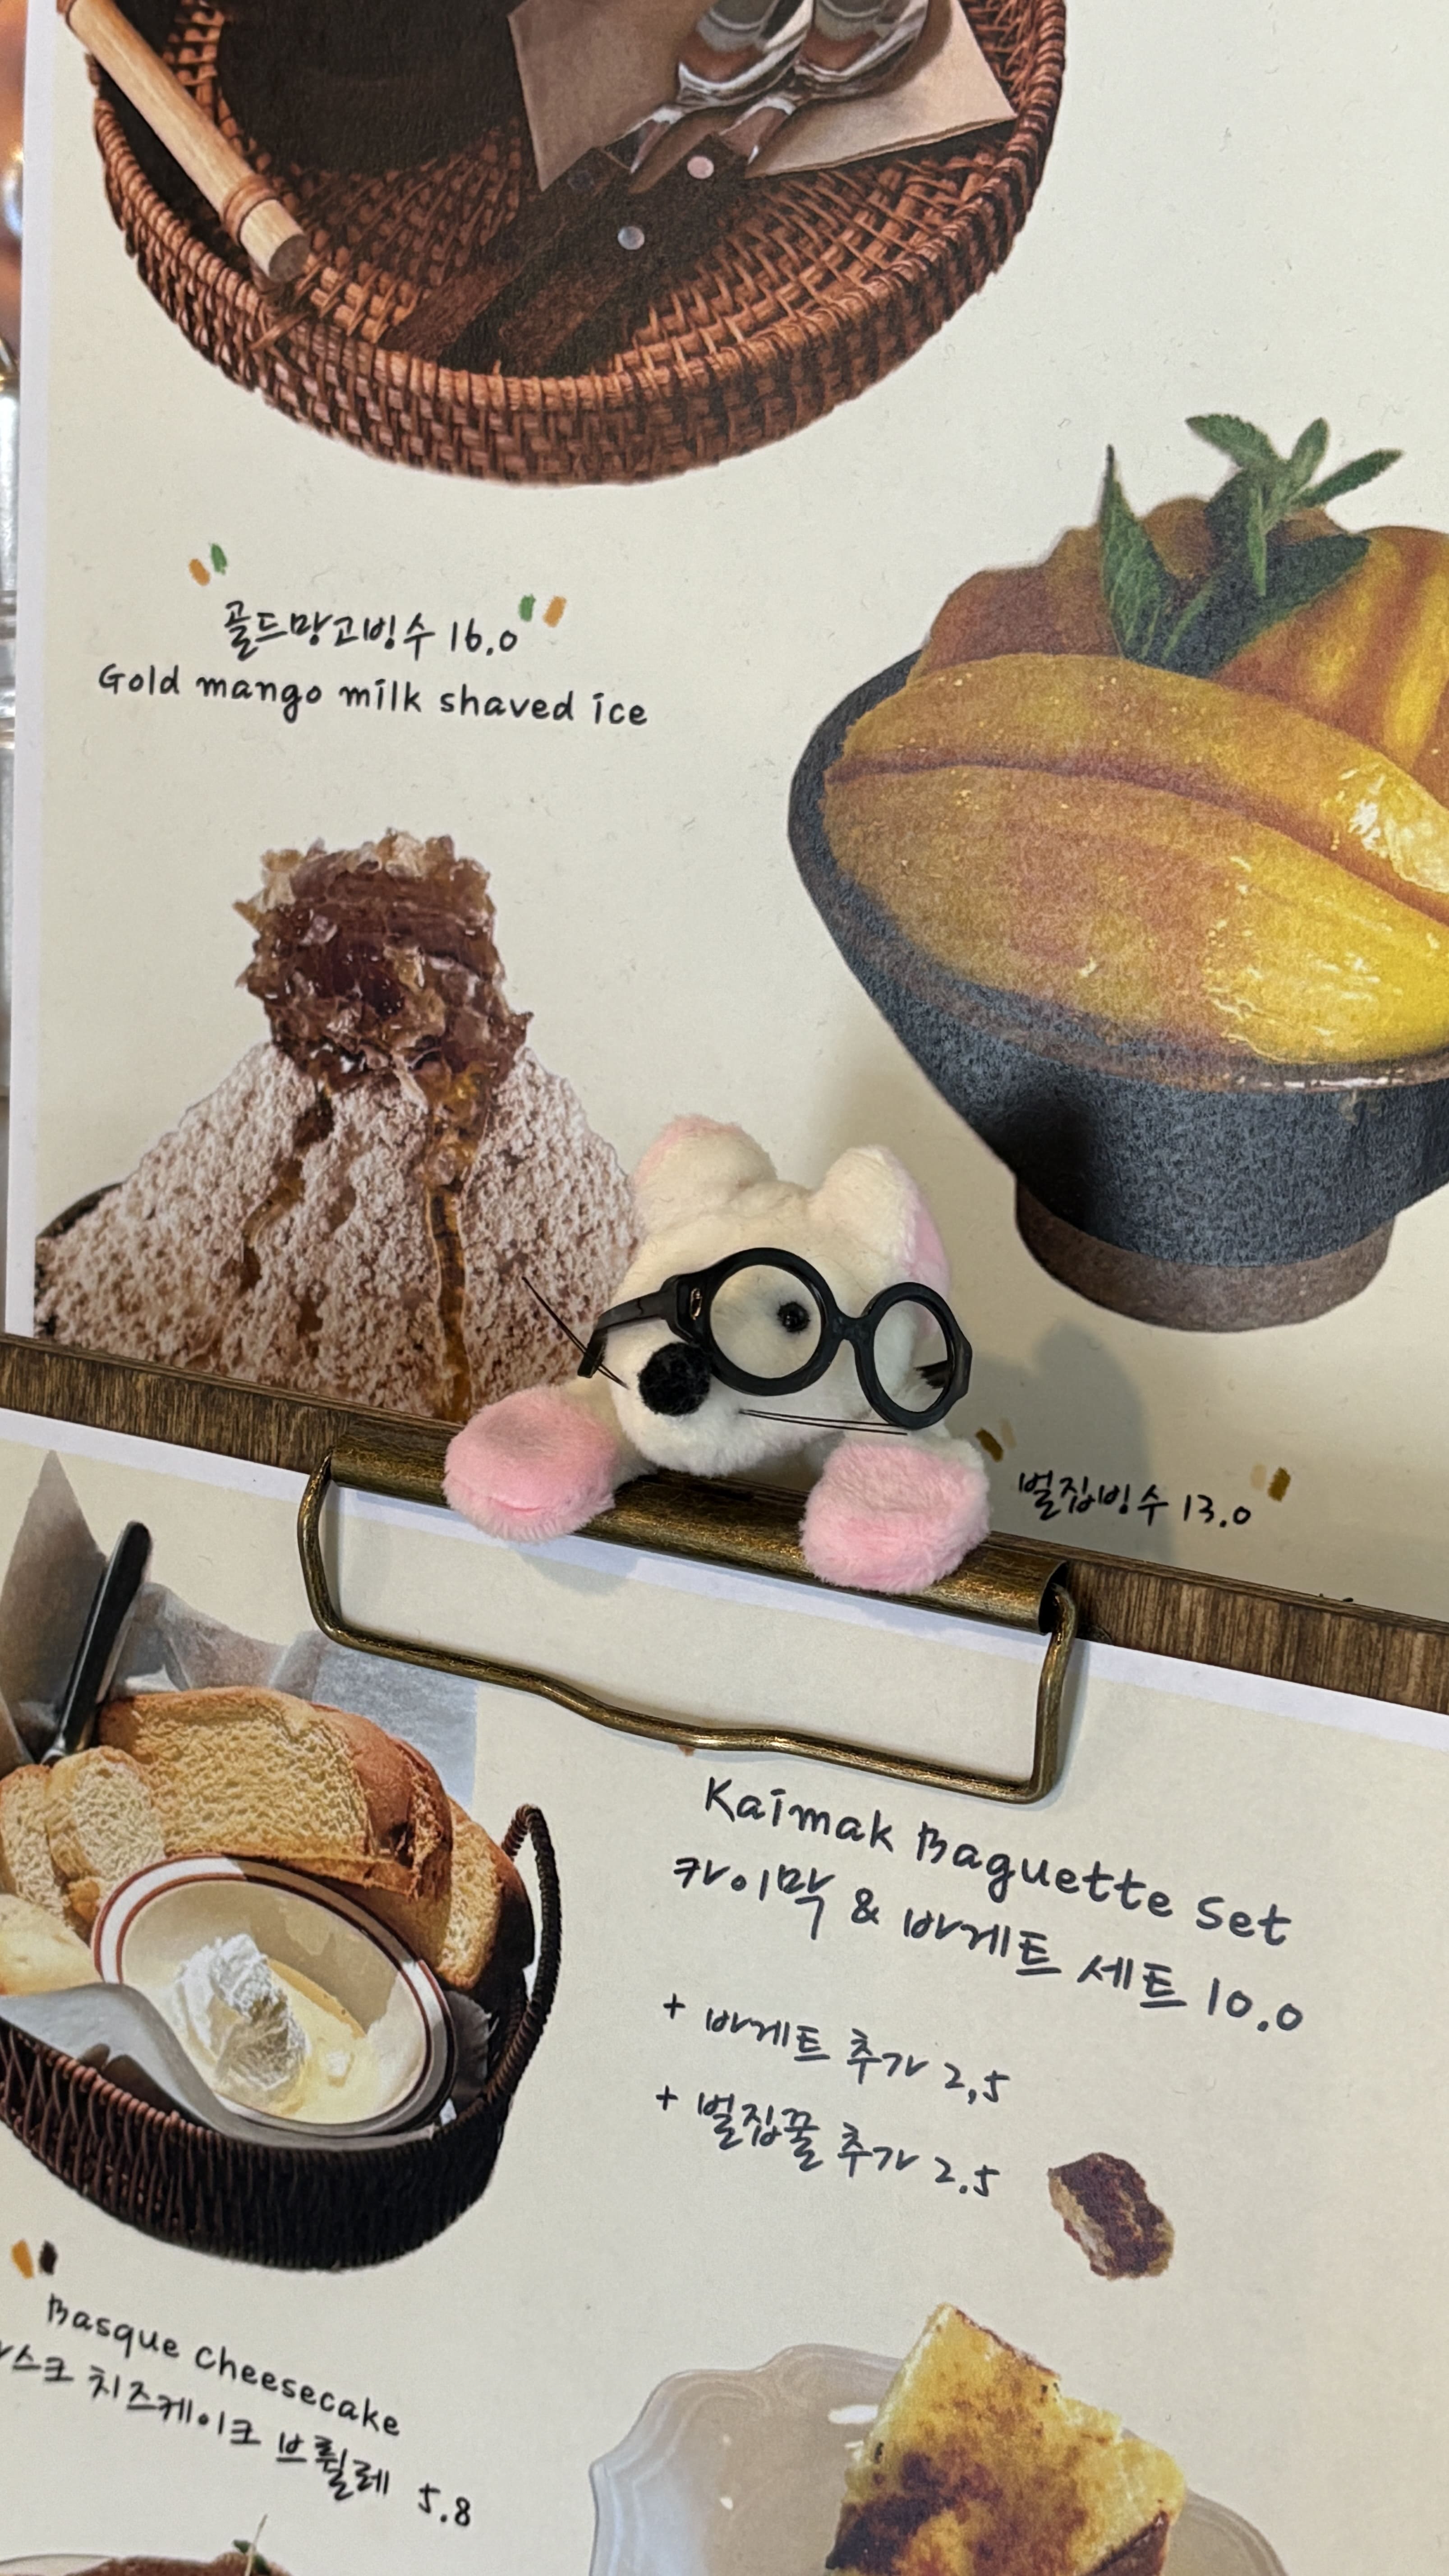 골드망고빙수 16.0
Gold mango milk shaved ice
벌집빙수 13.0
Kaimak Baguette Set
카이막 & 바게트 세트 10.0
+ 바게트 추가 2,5
+ 벌집꿀 추가 2.5
Basque Cheesecake
치즈케이크 브륄레 5.8